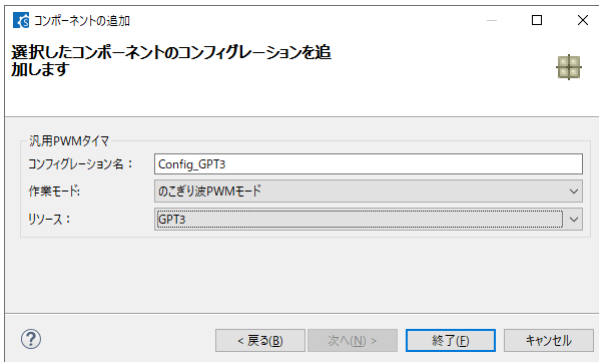 コンポーネントの追加
選択したコンポーネントのコンフィグレーションを追
加します
汎用PWMタイマ
コンフィグレーション名： Config_GPT3
作業モード: のこぎり波PWMモード
リソース： GPT3
< 戻る(B) 次へ(N) > 終了(F) キャンセル